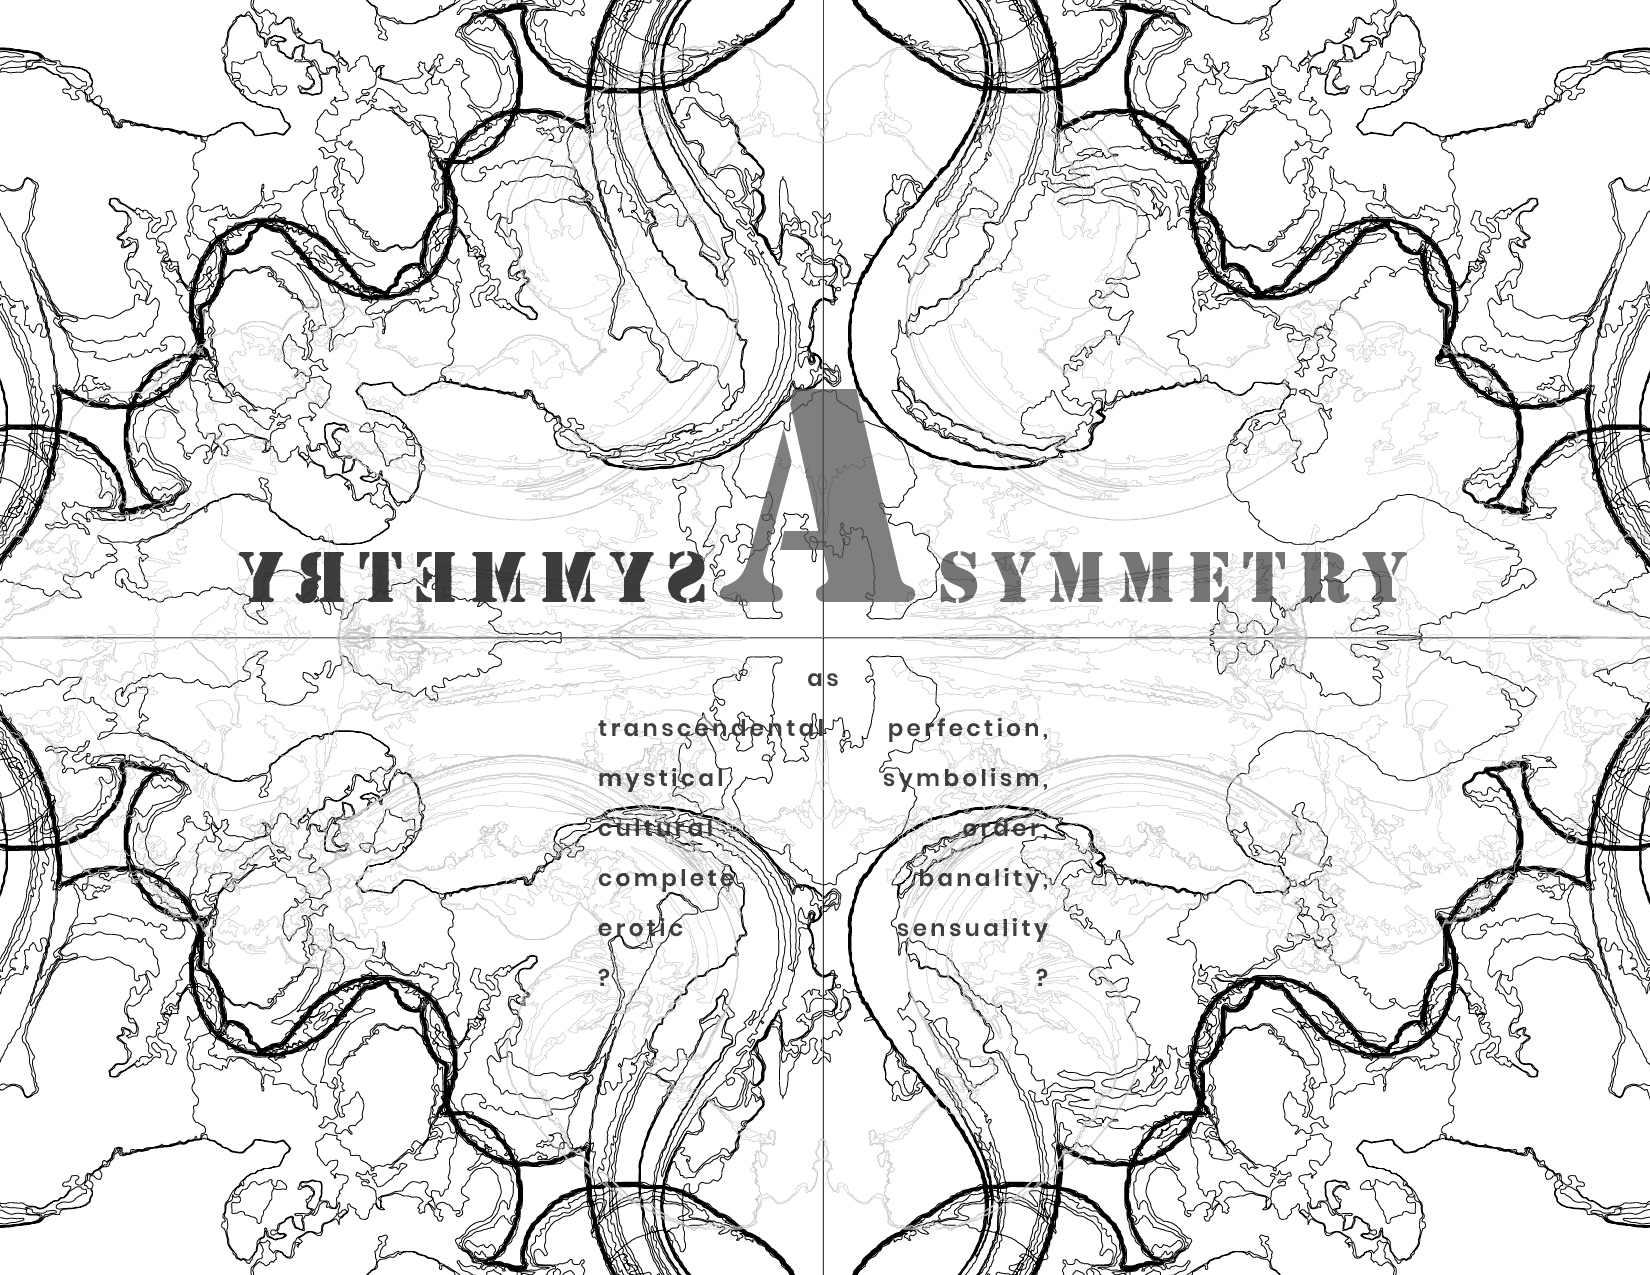 YRTEMMYS A SYMMETRY
as
transcendental perfection,
mystical symbolism,
cultural order,
complete banality,
erotic sensuality
? ?